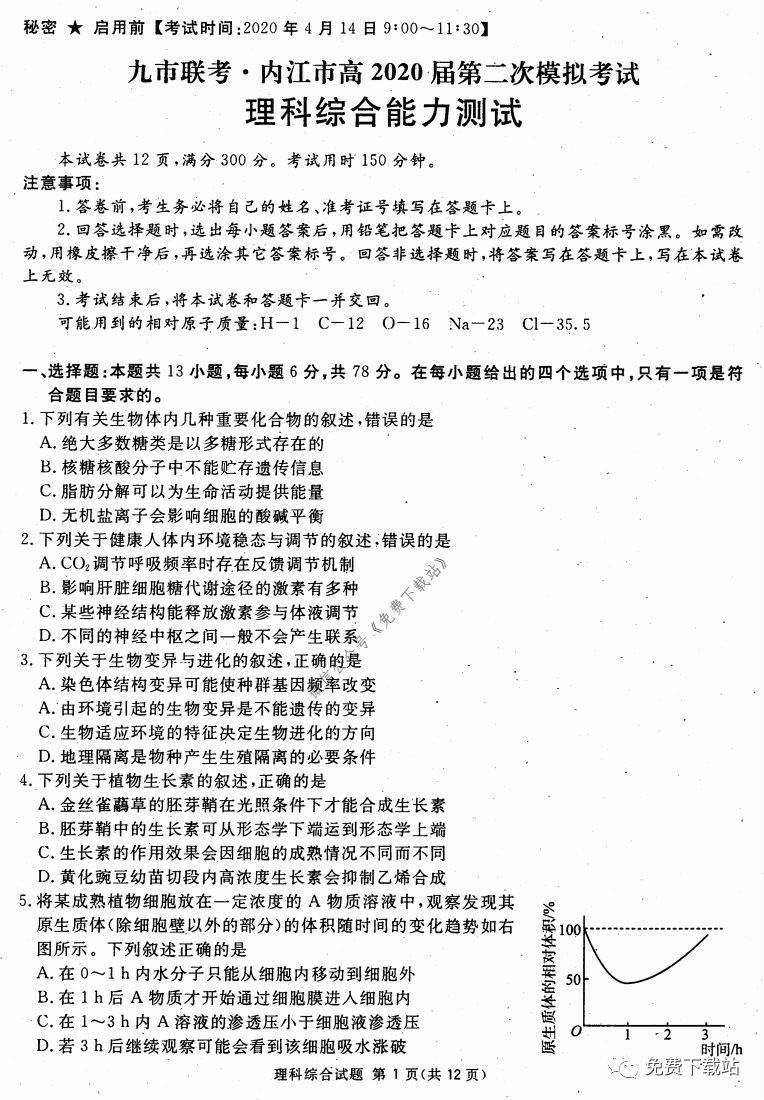 秘密 ★ 启用前【考试时间:2020 年 4 月 14 日 9:00～11:30】
九市联考·内江市高 2020 届第二次模拟考试
理科综合能力测试
本试卷共 12 页,满分 300 分。考试用时 150 分钟。
注意事项:
1.答卷前,考生务必将自己的姓名、准考证号填写在答题卡上。
2.回答选择题时,选出每小题答案后,用铅笔把答题卡上对应题目的答案标号涂黑。如需改
动,用橡皮擦干净后,再选涂其它答案标号。回答非选择题时,将答案写在答题卡上,写在本试卷
上无效。
3.考试结束后,将本试卷和答题卡一并交回。
可能用到的相对原子质量:H－1 C－12 O－16 Na－23 Cl－35.5
一、选择题:本题共 13 小题,每小题 6 分,共 78 分。在每小题给出的四个选项中,只有一项是符
合题目要求的。
1.下列有关生物体内几种重要化合物的叙述,错误的是
A.绝大多数糖类是以多糖形式存在的
B.核糖核酸分子中不能贮存遗传信息
C.脂肪分解可以为生命活动提供能量
D.无机盐离子会影响细胞的酸碱平衡
2.下列关于健康人体内环境稳态与调节的叙述,错误的是
A.CO₂调节呼吸频率时存在反馈调节机制
B.影响肝脏细胞糖代谢途径的激素有多种
C.某些神经结构能释放激素参与体液调节
D.不同的神经中枢之间一般不会产生联系
3.下列关于生物变异与进化的叙述,正确的是
A.染色体结构变异可能使种群基因频率改变
A.由环境引起的生物变异是不能遗传的变异
C.生物适应环境的特征决定生物进化的方向
D.地理隔离是物种产生生殖隔离的必要条件
4.下列关于植物生长素的叙述,正确的是
A.金丝雀虉草的胚芽鞘在光照条件下才能合成生长素
B.胚芽鞘中的生长素可从形态学下端运到形态学上端
C.生长素的作用效果会因细胞的成熟情况不同而不同
D.黄化豌豆幼苗切段内高浓度生长素会抑制乙烯合成
5.将某成熟植物细胞放在一定浓度的 A 物质溶液中,观察发现其
原生质体(除细胞壁以外的部分)的体积随时间的变化趋势如右
图所示。下列叙述正确的是
A.在 0～1 h 内水分子只能从细胞内移动到细胞外
B.在 1 h 后 A 物质才开始通过细胞膜进入细胞内
C.在 1～3 h 内 A 溶液的渗透压小于细胞液渗透压
D.若 3 h 后继续观察可能会看到该细胞吸水涨破
原生质体的相对体积/%
100
50
O 1 2 3
时间/h
理科综合试题 第 1 页(共 12 页)
《免费下载站》
免费下载站